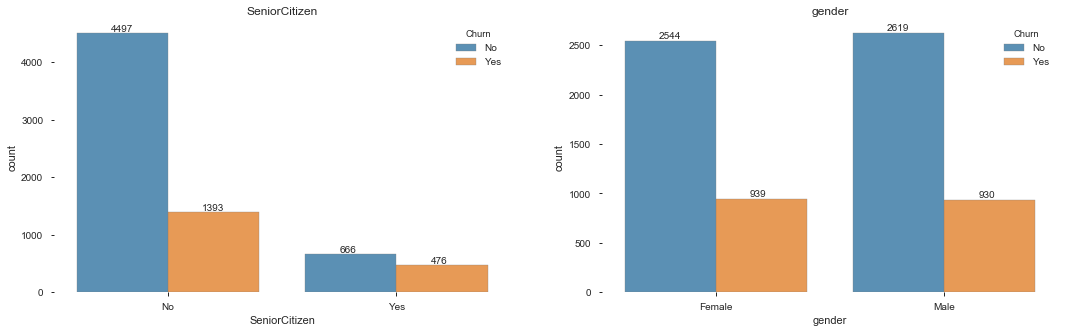 SeniorCitizen
4497
1393
666
476
Churn
No
Yes
4000
3000
2000
1000
0
count
No
Yes
SeniorCitizen
gender
2544
939
2619
930
Churn
No
Yes
2500
2000
1500
1000
500
0
count
Female
Male
gender